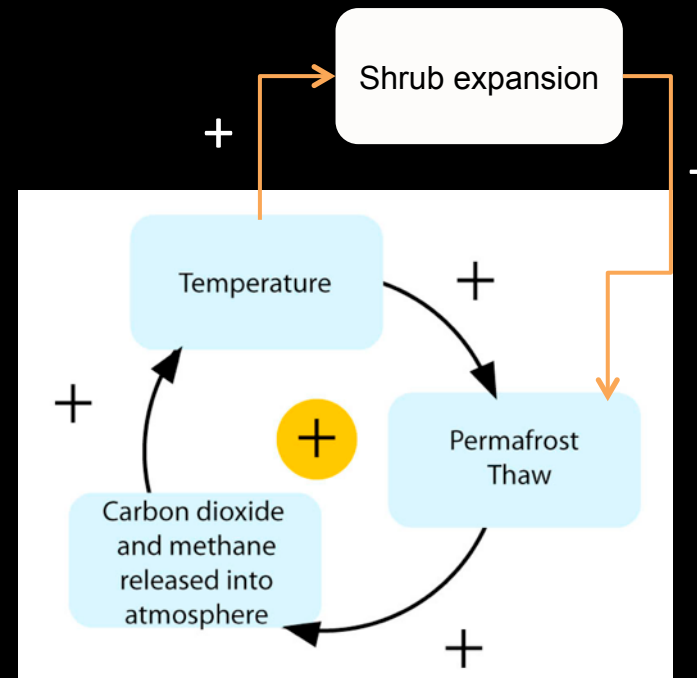 Shrub expansion
+
Temperature
+
+
+
Permafrost
Thaw
Carbon dioxide
and methane
released into
atmosphere
+